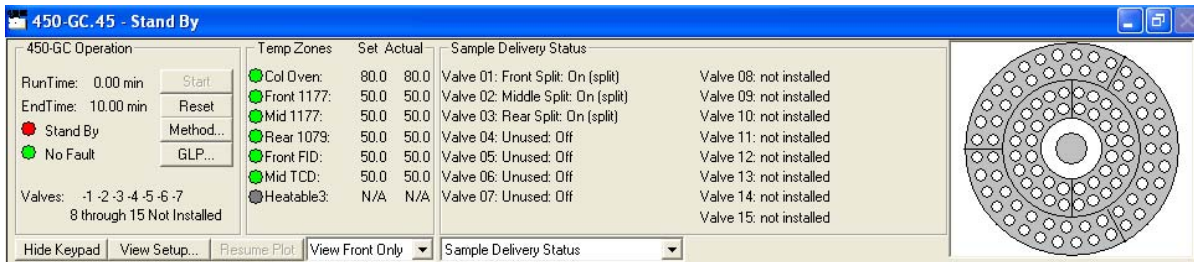 450-GC.45 - Stand By
450-GC Operation
RunTime: 0.00 min
Start
EndTime: 10.00 min
Reset
Stand By
Method...
No Fault
GLP...
Valves: -1 -2 -3 -4 -5 -6 -7
8 through 15 Not Installed
Temp Zones Set Actual
Col Oven: 80.0 80.0
Front 1177: 50.0 50.0
Mid 1177: 50.0 50.0
Rear 1079: 50.0 50.0
Front FID: 50.0 50.0
Mid TCD: 50.0 50.0
Heatable3: N/A N/A
Sample Delivery Status
Valve 01: Front Split: On (split)
Valve 02: Middle Split: On (split)
Valve 03: Rear Split: On (split)
Valve 04: Unused: Off
Valve 05: Unused: Off
Valve 06: Unused: Off
Valve 07: Unused: Off
Valve 08: not installed
Valve 09: not installed
Valve 10: not installed
Valve 11: not installed
Valve 12: not installed
Valve 13: not installed
Valve 14: not installed
Valve 15: not installed
Hide Keypad View Setup... Resume Plot View Front Only Sample Delivery Status